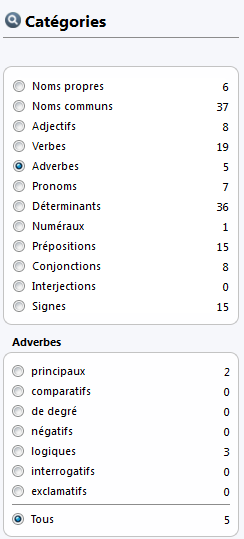 Catégories
Noms propres 6
Noms communs 37
Adjectifs 8
Verbes 19
Adverbes 5
Pronoms 7
Déterminants 36
Numéraux 1
Prépositions 15
Conjonctions 8
Interjections 0
Signes 15
Adverbes
principaux 2
comparatifs 0
de degré 0
négatifs 0
logiques 3
interrogatifs 0
exclamatifs 0
Tous 5